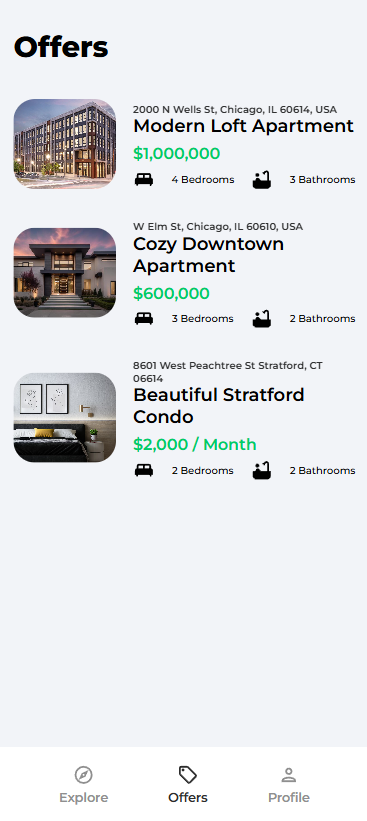 Offers
2000 N Wells St, Chicago, IL 60614, USA
Modern Loft Apartment
$1,000,000
4 Bedrooms 3 Bathrooms
W Elm St, Chicago, IL 60610, USA
Cozy Downtown
Apartment
$600,000
3 Bedrooms 2 Bathrooms
8601 West Peachtree St Stratford, CT
06614
Beautiful Stratford
Condo
$2,000 / Month
2 Bedrooms 2 Bathrooms
Explore Offers Profile